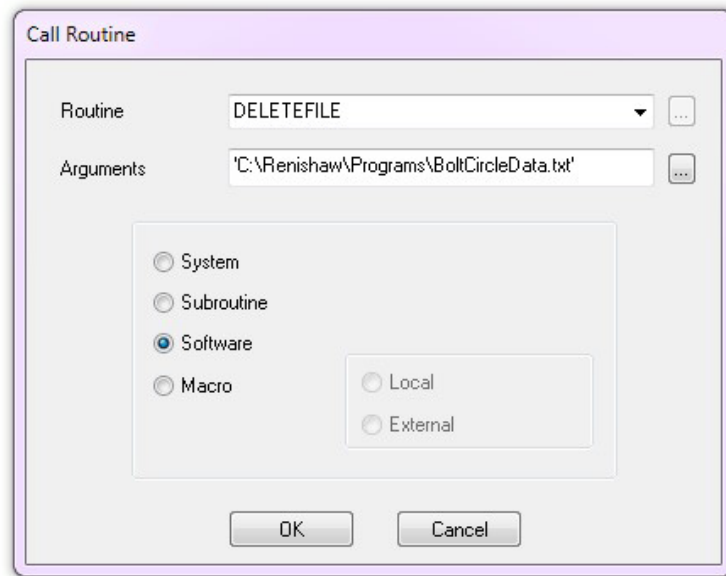 Call Routine
Routine DELETEFILE ...
Arguments 'C:\Renishaw\Programs\BoltCircleData.txt' ...
System
Subroutine
Software
Macro
Local
External
OK Cancel